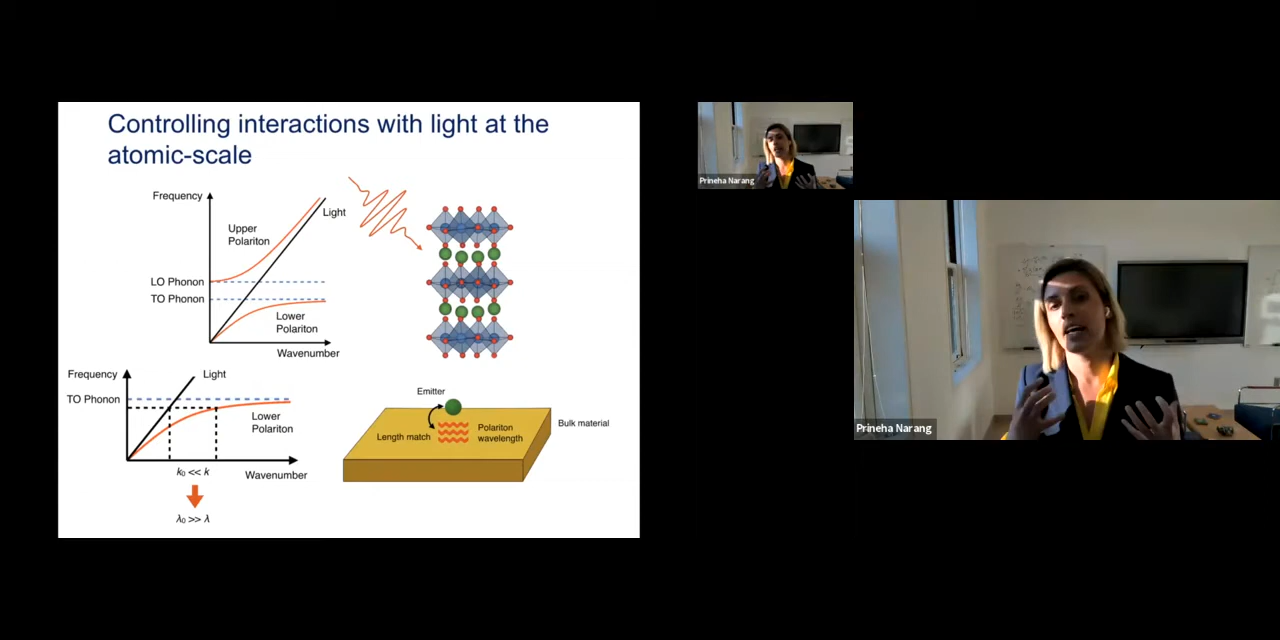 Controlling interactions with light at the
atomic-scale
Frequency
Light
Upper
Polariton
LO Phonon
TO Phonon
Lower
Polariton
Wavenumber
Frequency
Light
TO Phonon
Lower
Polariton
k₀ << k
Wavenumber
λ₀ >> λ
Emitter
Length match
Polariton
wavelength
Bulk material
Prineha Narang
Prineha Narang